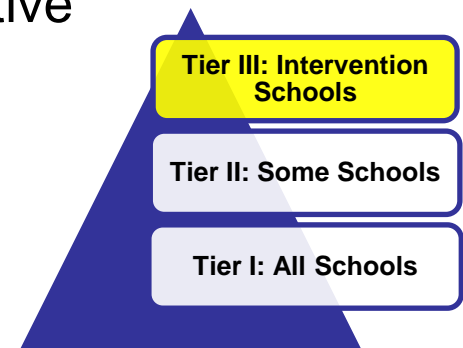 Tier III: Intervention
Schools
Tier II: Some Schools
Tier I: All Schools